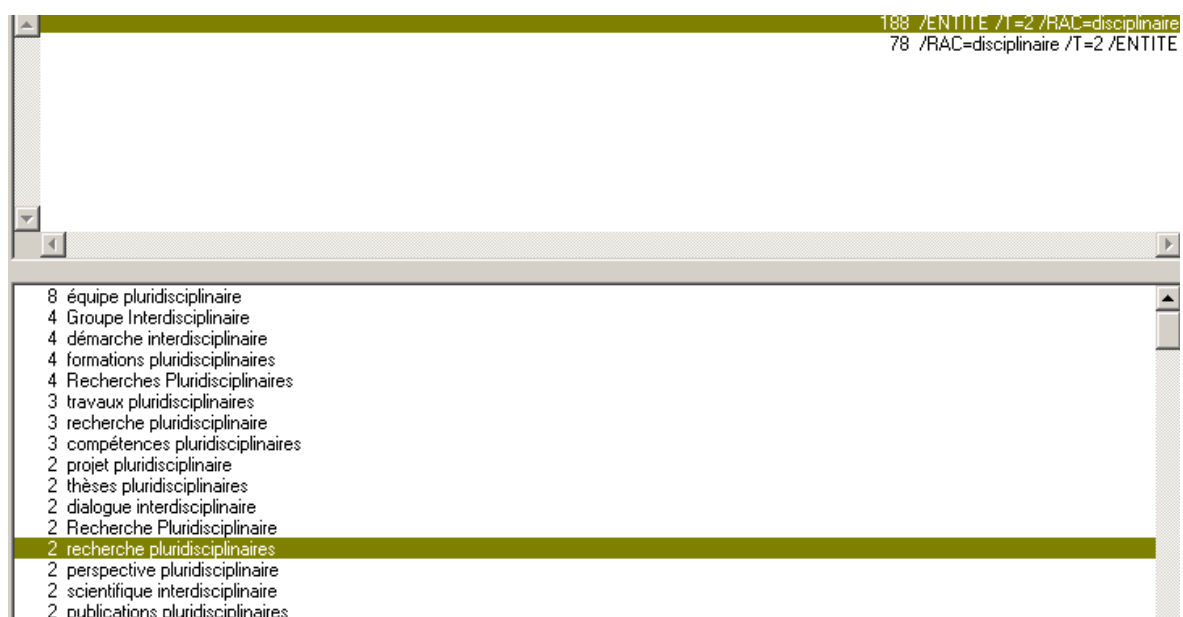 188 /ENTITE /T=2 /RAC=disciplinaire
78 /RAC=disciplinaire /T=2 /ENTITE
8 équipe pluridisciplinaire
4 Groupe Interdisciplinaire
4 démarche interdisciplinaire
4 formations pluridisciplinaires
4 Recherches Pluridisciplinaires
3 travaux pluridisciplinaires
3 recherche pluridisciplinaire
3 compétences pluridisciplinaires
2 projet pluridisciplinaire
2 thèses pluridisciplinaires
2 dialogue interdisciplinaire
2 Recherche Pluridisciplinaire
2 recherche pluridisciplinaires
2 perspective pluridisciplinaire
2 scientifique interdisciplinaire
2 publications pluridisciplinaires